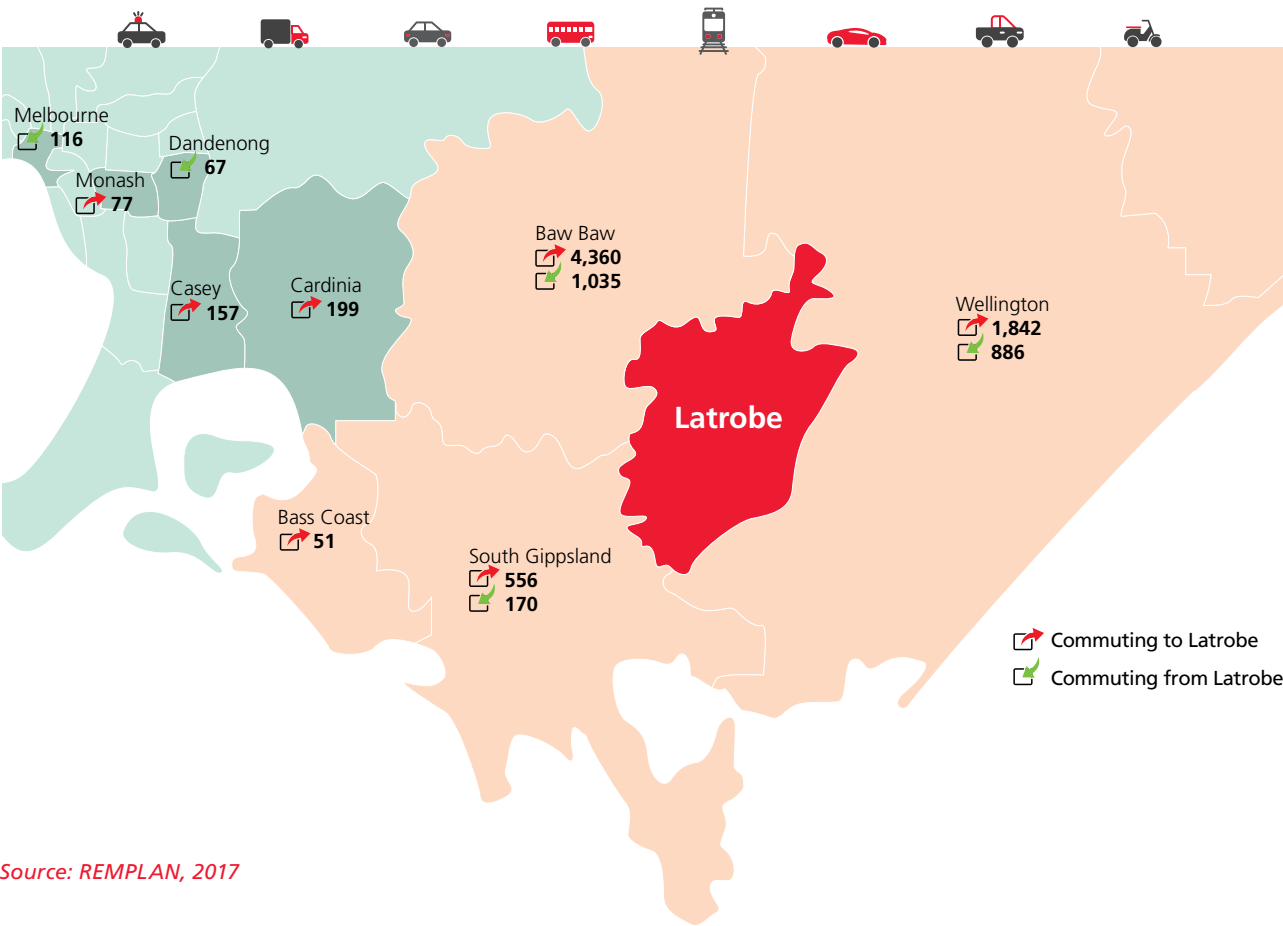 Melbourne
116
Dandenong
67
Monash
77
Casey
157
Cardinia
199
Baw Baw
4,360
1,035
Wellington
1,842
886
Latrobe
Bass Coast
51
South Gippsland
556
170
Commuting to Latrobe
Commuting from Latrobe
Source: REMPLAN, 2017